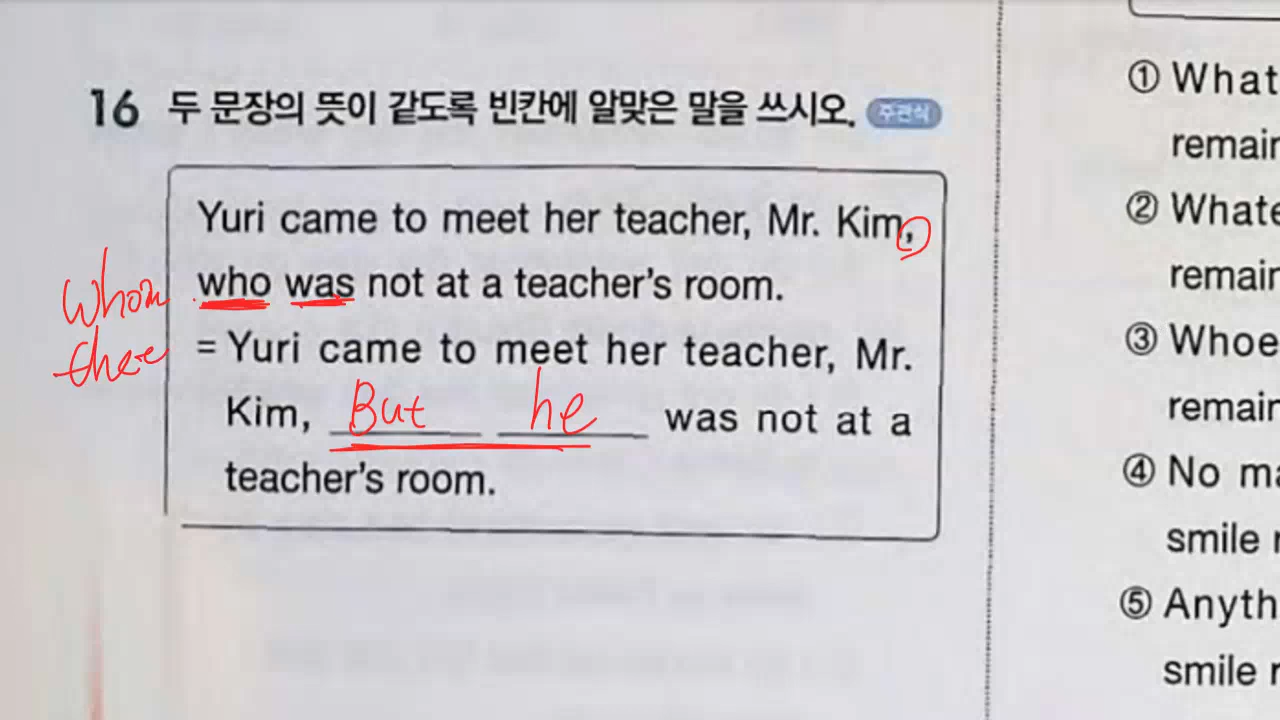 16 두 문장의 뜻이 같도록 빈칸에 알맞은 말을 쓰시오. 주관식
Yuri came to meet her teacher, Mr. Kim,
who was not at a teacher's room.
= Yuri came to meet her teacher, Mr.
Kim, But he was not at a
teacher's room.
whom
① What
remain
② Whate
remain
③ Whoe
remain
④ No ma
smile r
⑤ Anyth
smile r